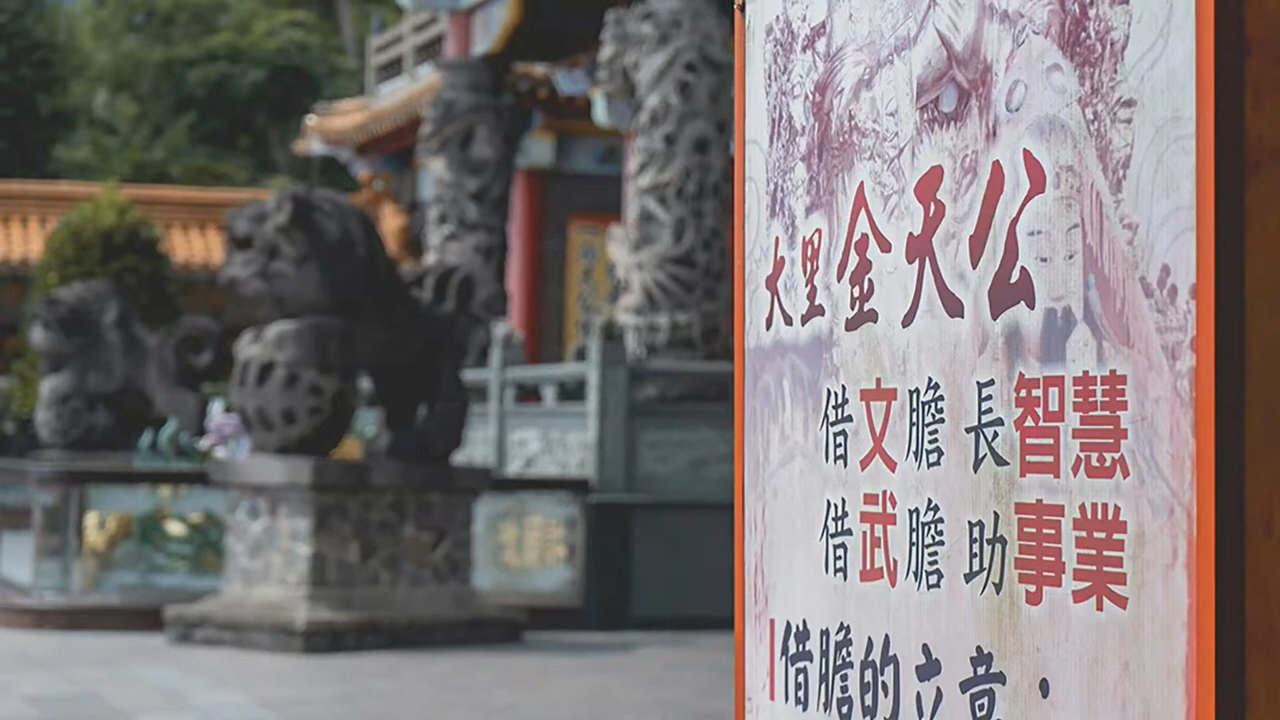 大里金天公
借文膽 長智慧
借武膽 助事業
借膽的立意·